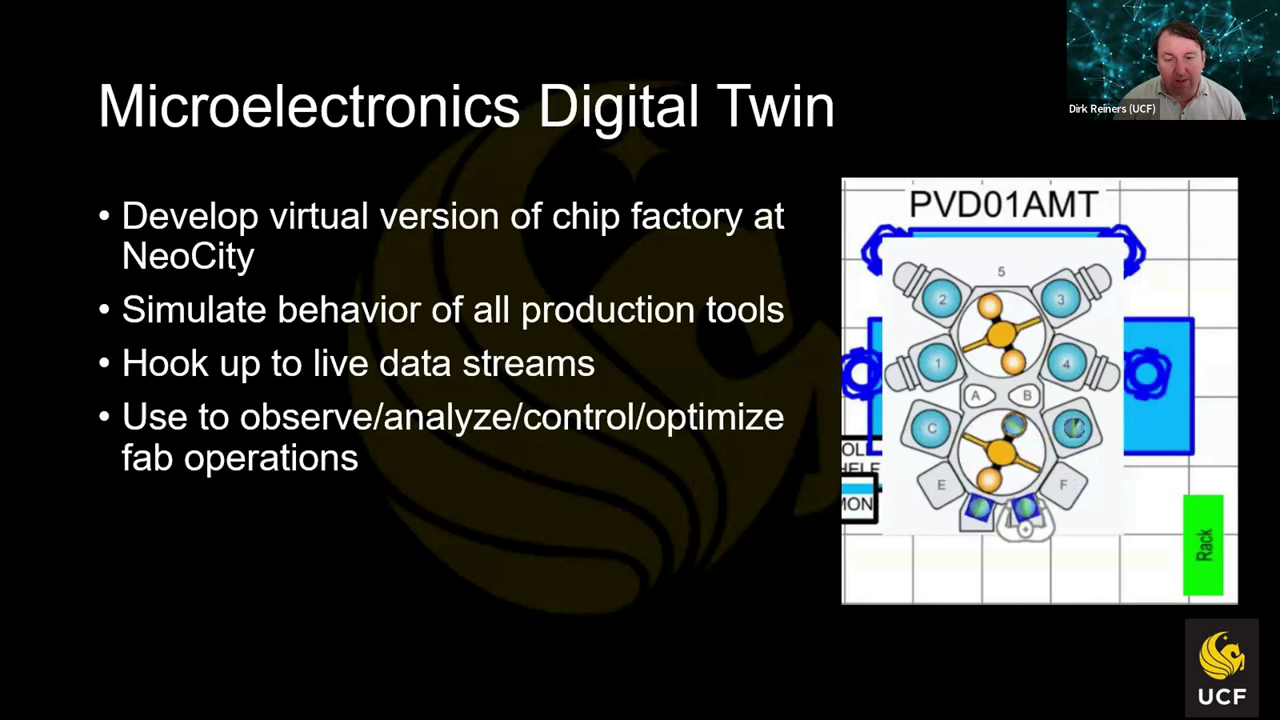 Dirk Reiners (UCF)
Microelectronics Digital Twin
• Develop virtual version of chip factory at
NeoCity
• Simulate behavior of all production tools
• Hook up to live data streams
• Use to observe/analyze/control/optimize
fab operations
PVD01AMT
5
2
3
1
4
A
B
C
E
F
MON
Rack
UCF